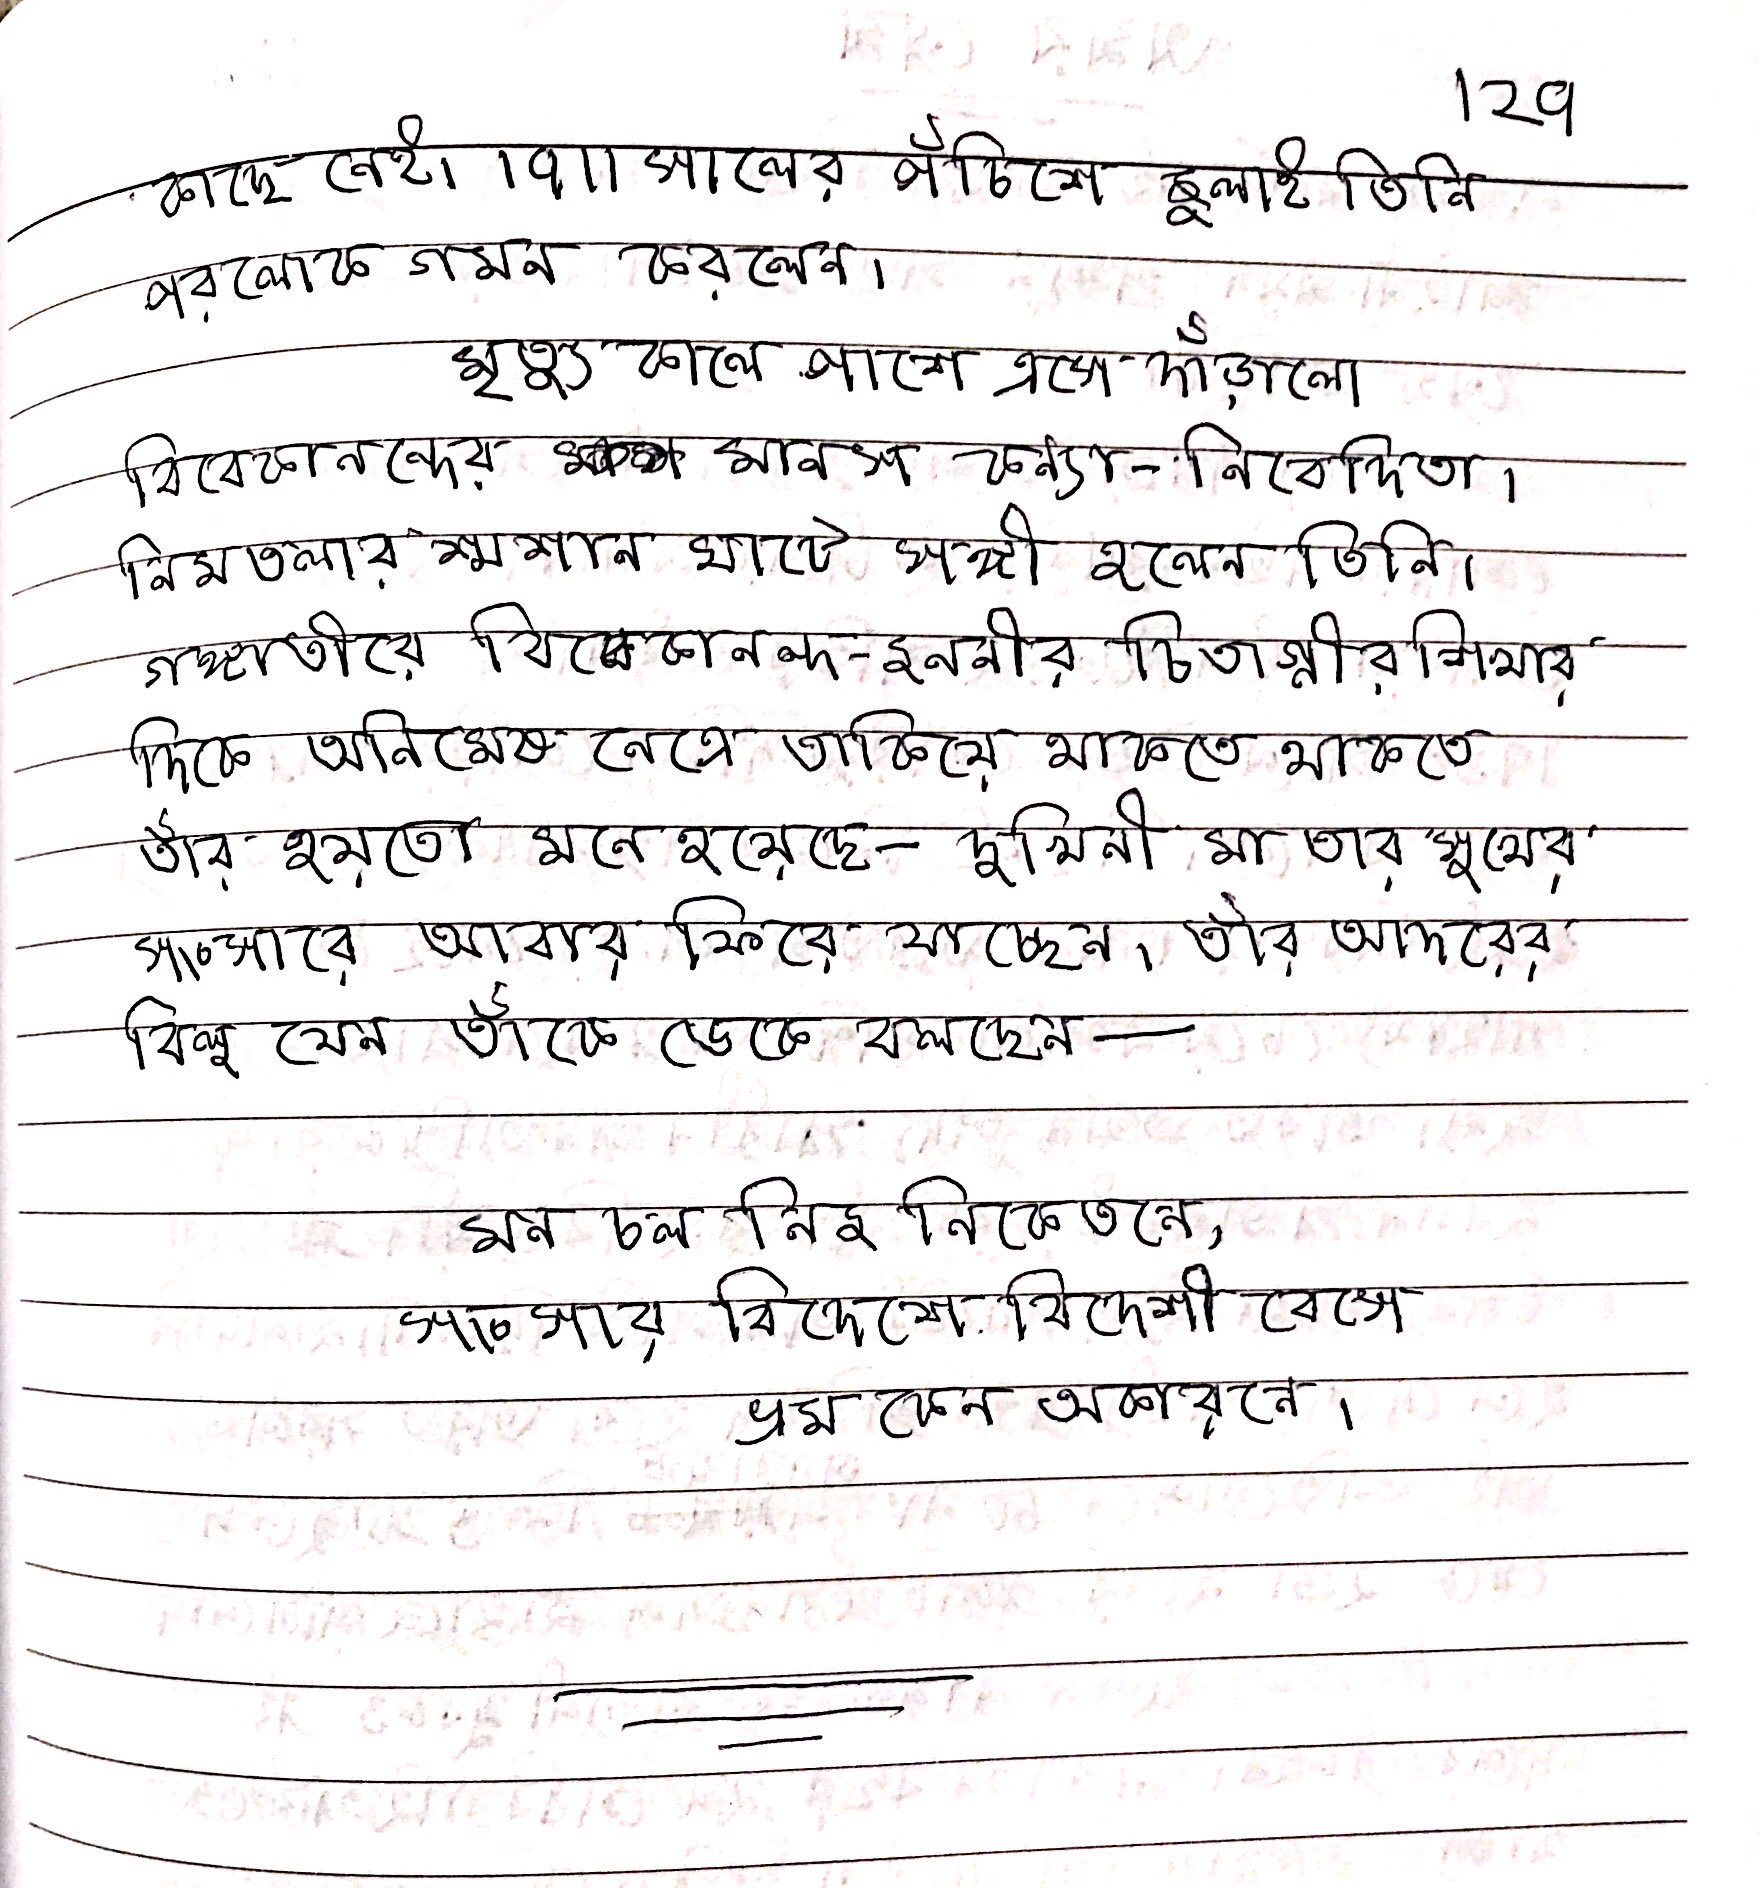 129
কাছে নেই। 1911 সালের পঁচিশে জুলাই তিনি
পরলোক গমন করলেন।
মৃত্যু কালে পাশে এসে দাঁড়ালো
বিবেকানন্দের মানস কন্যা - নিবেদিতা।
নিমতলার শ্মশান ঘাটে সঙ্গী হলেন তিনি।
গঙ্গাতীরে বিবেকানন্দ-জননীর চিতাগ্নীর শিখার
দিকে অনিমেষ নেত্রে তাকিয়ে থাকতে থাকতে
তাঁর হয়তো মনে হয়েছে - দুখিনী মা তার সুখের
সংসারে আবার ফিরে যাচ্ছেন। তাঁর আদরের
বিলু যেন তাঁকে ডেকে বলছেন —
মন চল নিজ নিকেতনে,
সংসার বিদেশে বিদেশী বেসে
ভ্রম কেন অকারনে।